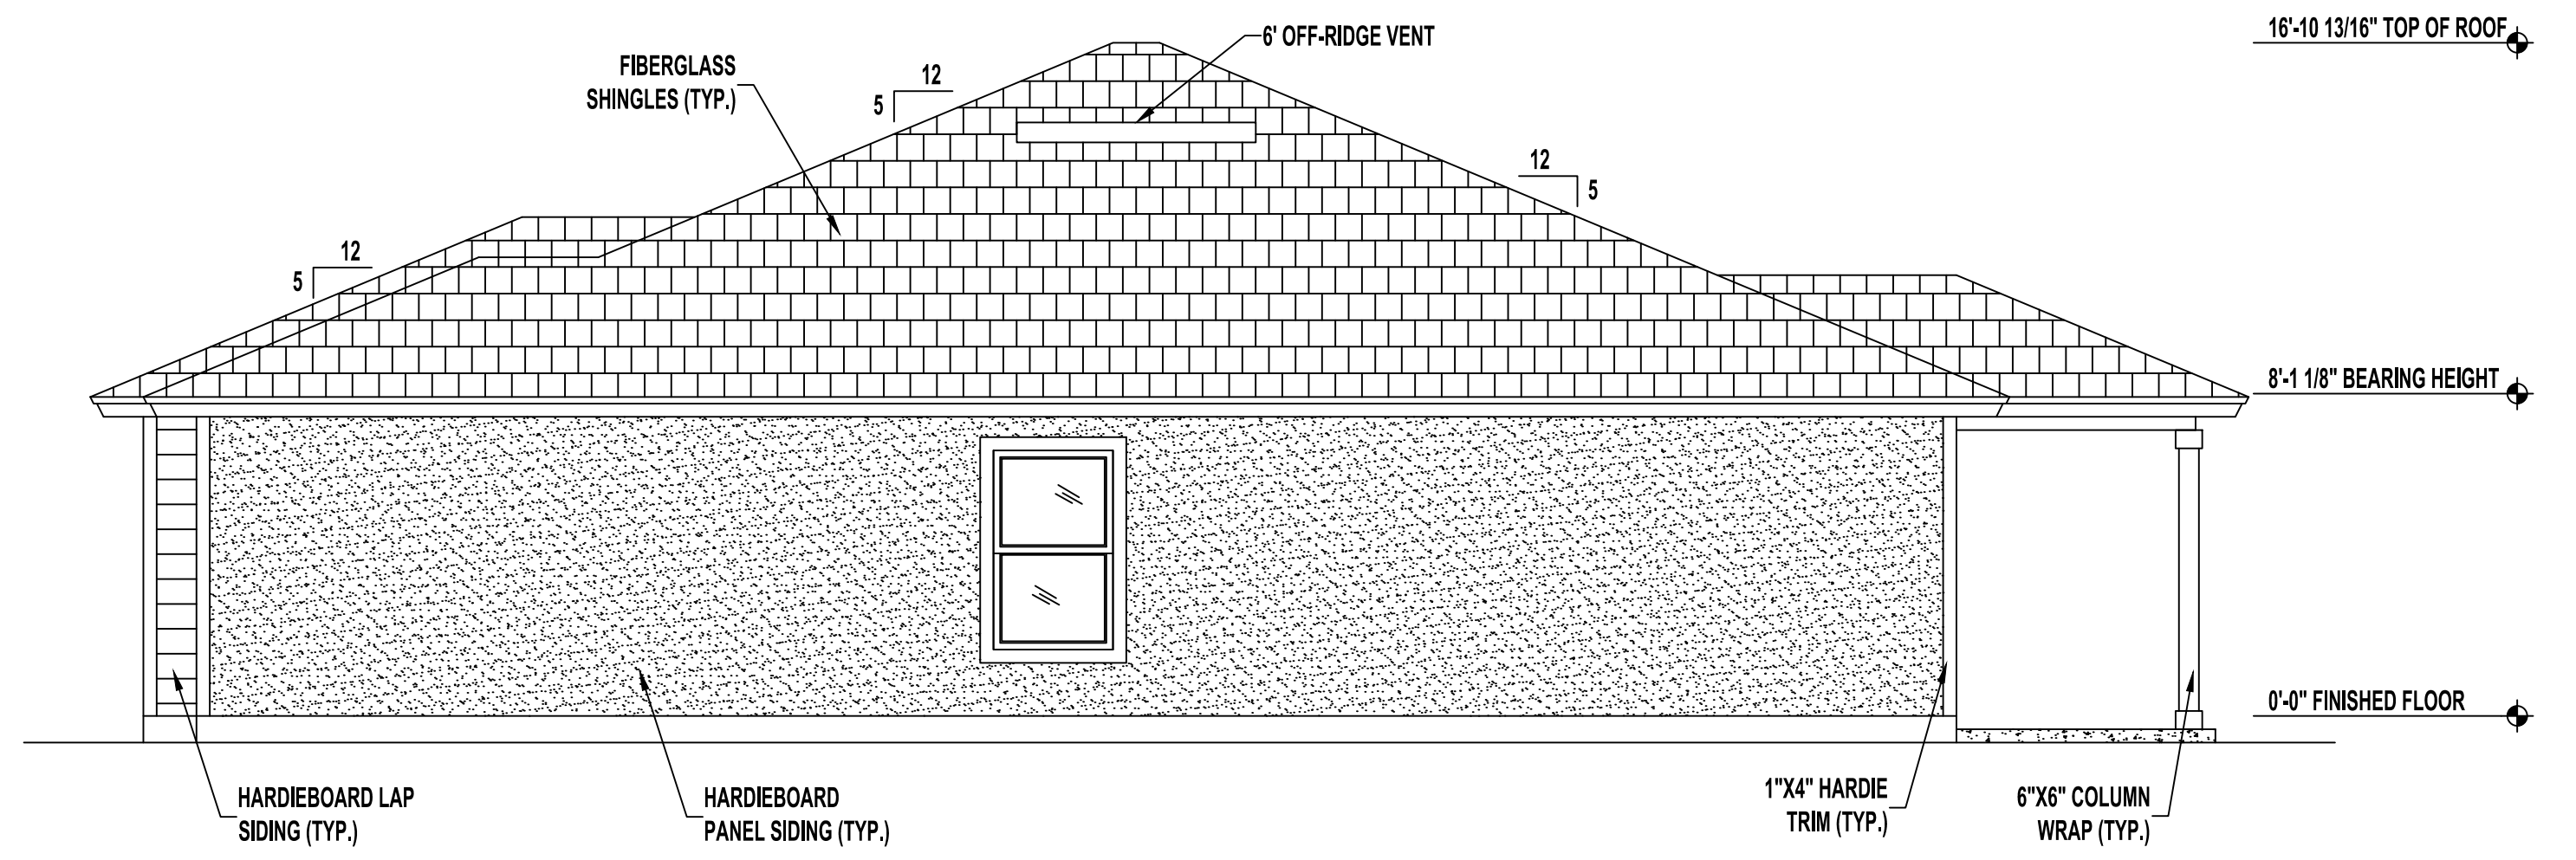 16'-10 13/16" TOP OF ROOF
6' OFF-RIDGE VENT
FIBERGLASS
SHINGLES (TYP.)
12
5
12
5
12
5
8'-1 1/8" BEARING HEIGHT
0'-0" FINISHED FLOOR
HARDIEBOARD LAP
SIDING (TYP.)
HARDIEBOARD
PANEL SIDING (TYP.)
1"X4" HARDIE
TRIM (TYP.)
6"X6" COLUMN
WRAP (TYP.)